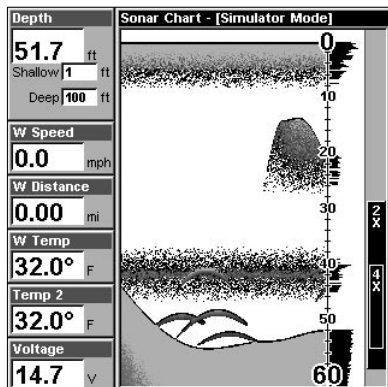 Depth
51.7 ft
Shallow 1 ft
Deep 100 ft
W Speed
0.0 mph
W Distance
0.00 mi
W Temp
32.0° F
Temp 2
32.0° F
Voltage
14.7 V
Sonar Chart - [Simulator Mode]
0
10
20
30
40
50
60
2X
4X